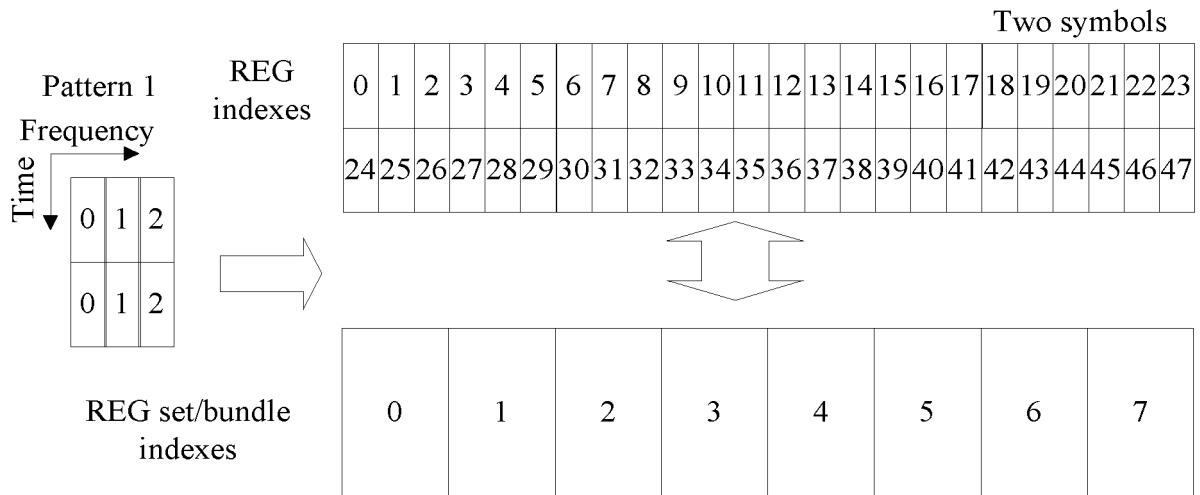 Two symbols
REG
indexes
0 1 2 3 4 5 6 7 8 9 10 11 12 13 14 15 16 17 18 19 20 21 22 23
24 25 26 27 28 29 30 31 32 33 34 35 36 37 38 39 40 41 42 43 44 45 46 47
Pattern 1
Frequency
Time
0 1 2
0 1 2
REG set/bundle
indexes
0 1 2 3 4 5 6 7